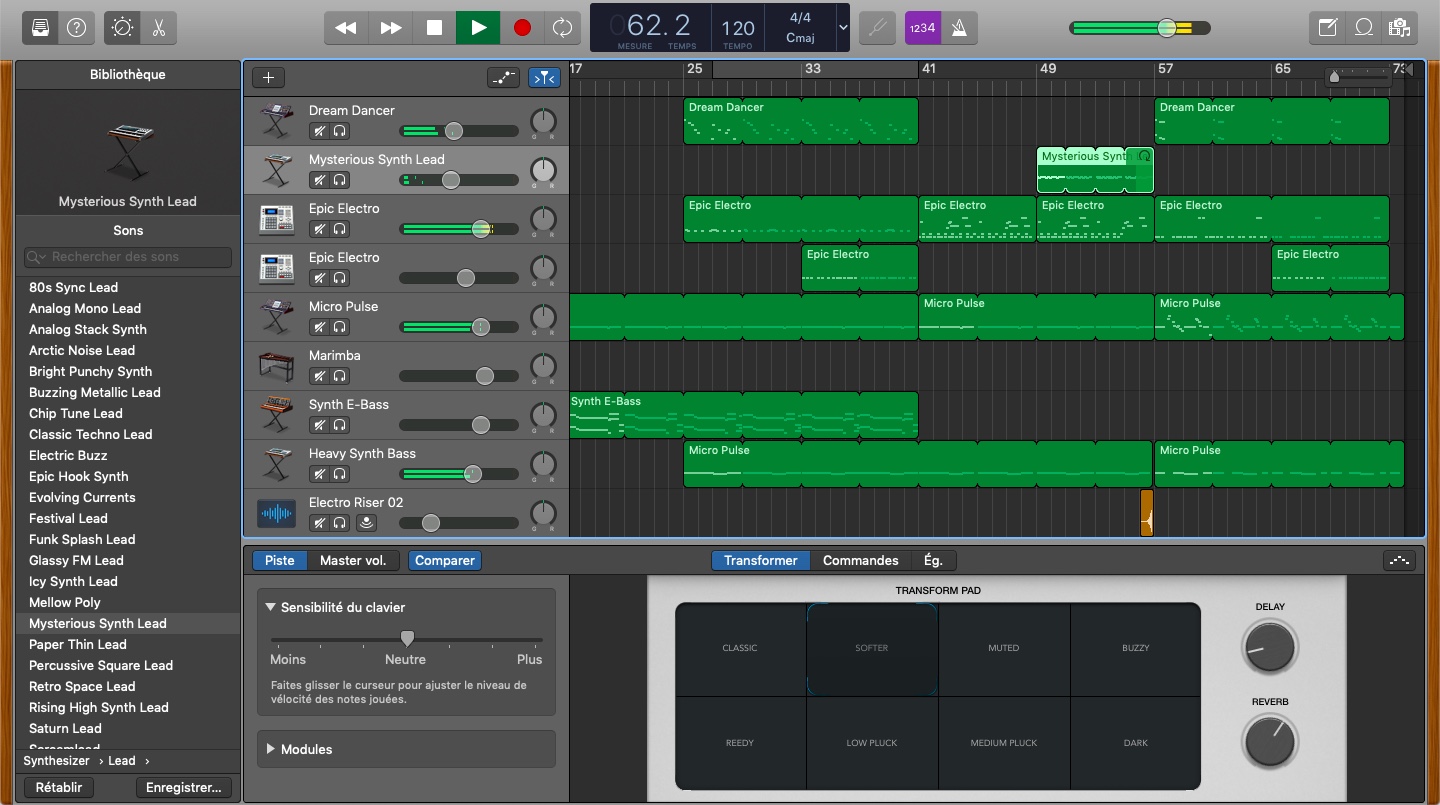 062.2
MESURE TEMPS
120
TEMPO
4/4
Cmaj
1234
Bibliothèque
Mysterious Synth Lead
Sons
Rechercher des sons
80s Sync Lead
Analog Mono Lead
Analog Stack Synth
Arctic Noise Lead
Bright Punchy Synth
Buzzing Metallic Lead
Chip Tune Lead
Classic Techno Lead
Electric Buzz
Epic Hook Synth
Evolving Currents
Festival Lead
Funk Splash Lead
Glassy FM Lead
Icy Synth Lead
Mellow Poly
Mysterious Synth Lead
Paper Thin Lead
Percussive Square Lead
Retro Space Lead
Rising High Synth Lead
Saturn Lead
Screamlead
Synthesizer › Lead ›
Rétablir Enregistrer...
17 25 33 41 49 57 65 73
Dream Dancer
G R
Dream Dancer Dream Dancer
Mysterious Synth Lead
G R
Mysterious Synth
Epic Electro
G R
Epic Electro Epic Electro Epic Electro Epic Electro
Epic Electro
G R
Epic Electro Epic Electro
Micro Pulse
G R
Micro Pulse Micro Pulse
Marimba
G R
Synth E-Bass
G R
Synth E-Bass
Heavy Synth Bass
G R
Micro Pulse Micro Pulse
Electro Riser 02
G R
Piste Master vol. Comparer
Transformer Commandes Ég.
Sensibilité du clavier
Moins Neutre Plus
Faites glisser le curseur pour ajuster le niveau de
vélocité des notes jouées.
Modules
TRANSFORM PAD
CLASSIC SOFTER MUTED BUZZY
REEDY LOW PLUCK MEDIUM PLUCK DARK
DELAY
REVERB